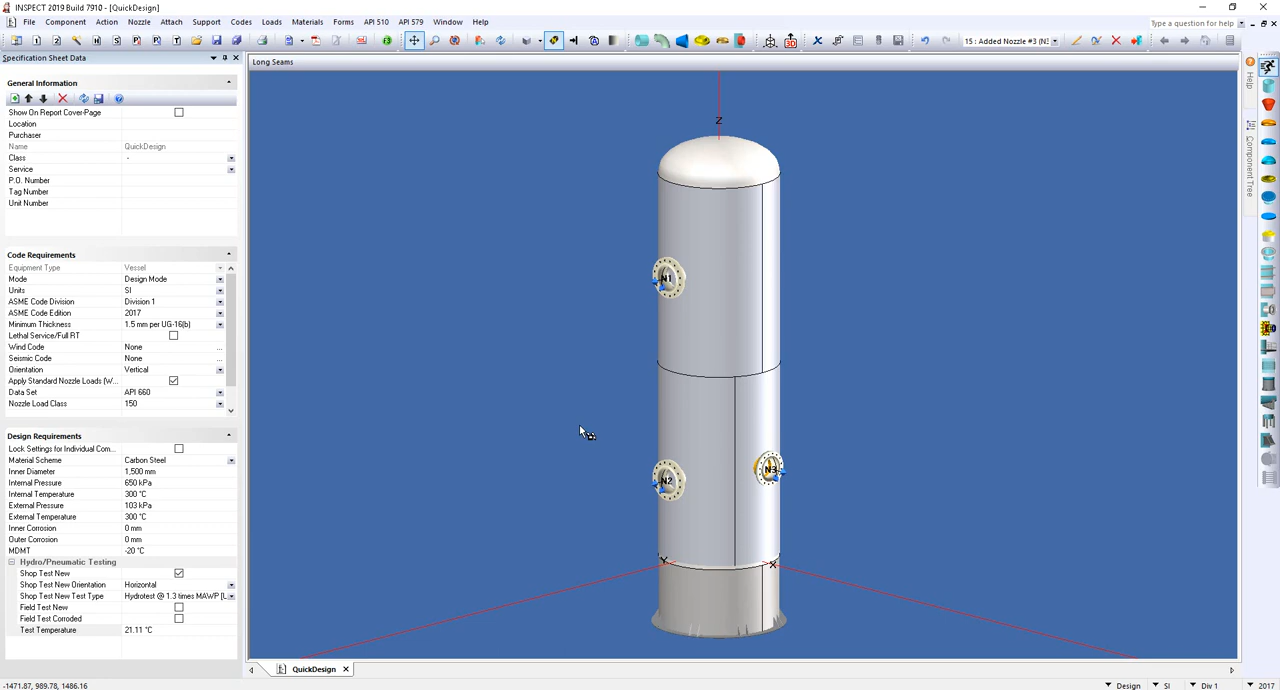 INSPECT 2019 Build 7910 - [QuickDesign]
File Component Action Nozzle Attach Support Codes Loads Materials Forms API 510 API 579 Window Help
Type a question for help
15 : Added Nozzle #3 (N:
Specification Sheet Data
Long Seams
General Information
Show On Report Cover-Page
Location
Purchaser
Name QuickDesign
Class -
Service
P.O. Number
Tag Number
Unit Number
Code Requirements
Equipment Type Vessel
Mode Design Mode
Units SI
ASME Code Division Division 1
ASME Code Edition 2017
Minimum Thickness 1.5 mm per UG-16(b)
Lethal Service/Full RT
Wind Code None ...
Seismic Code None ...
Orientation Vertical
Apply Standard Nozzle Loads (W...
Data Set API 660
Nozzle Load Class 150
Design Requirements
Lock Settings for Individual Com...
Material Scheme Carbon Steel
Inner Diameter 1,500 mm
Internal Pressure 650 kPa
Internal Temperature 300 °C
External Pressure 103 kPa
External Temperature 300 °C
Inner Corrosion 0 mm
Outer Corrosion 0 mm
MDMT -20 °C
Hydro/Pneumatic Testing
Shop Test New
Shop Test New Orientation Horizontal
Shop Test New Test Type Hydrotest @ 1.3 times MAWP [U
Field Test New
Field Test Corroded
Test Temperature 21.11 °C
Z
N1
N2
N3
Y
X
Help
Component Tree
QuickDesign
-1471.87, 989.78, 1486.16
Design SI Div 1 2017